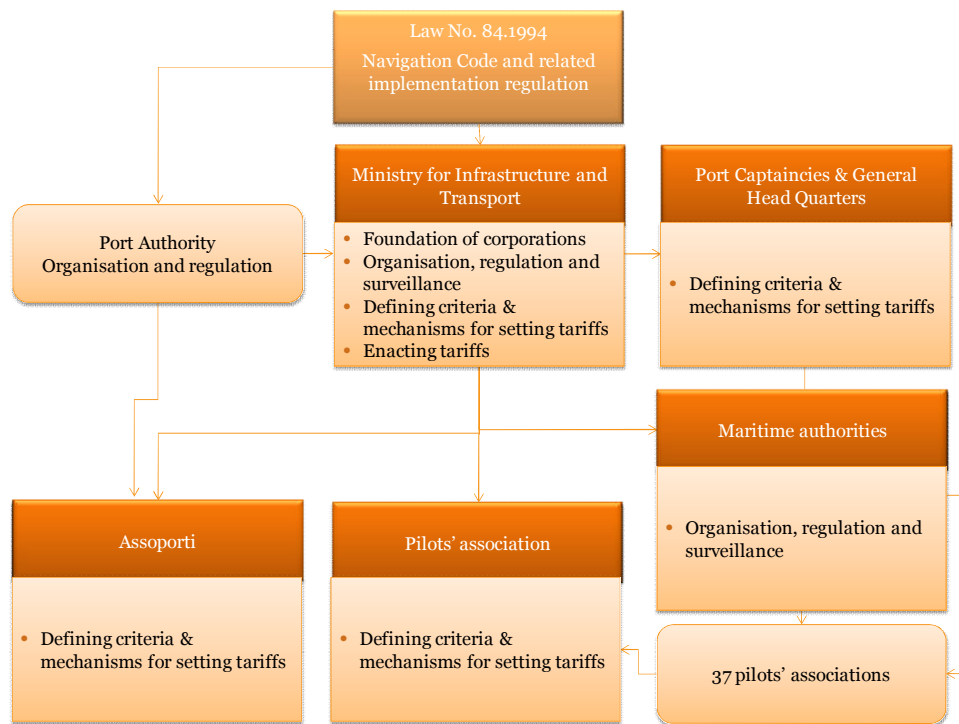 Law No. 84.1994
Navigation Code and related
implementation regulation
Ministry for Infrastructure and
Transport
• Foundation of corporations
• Organisation, regulation and
surveillance
• Defining criteria &
mechanisms for setting tariffs
• Enacting tariffs
Port Captaincies & General
Head Quarters
• Defining criteria &
mechanisms for setting tariffs
Port Authority
Organisation and regulation
Maritime authorities
• Organisation, regulation and
surveillance
Assoporti
• Defining criteria &
mechanisms for setting tariffs
Pilots' association
• Defining criteria &
mechanisms for setting tariffs
37 pilots' associations